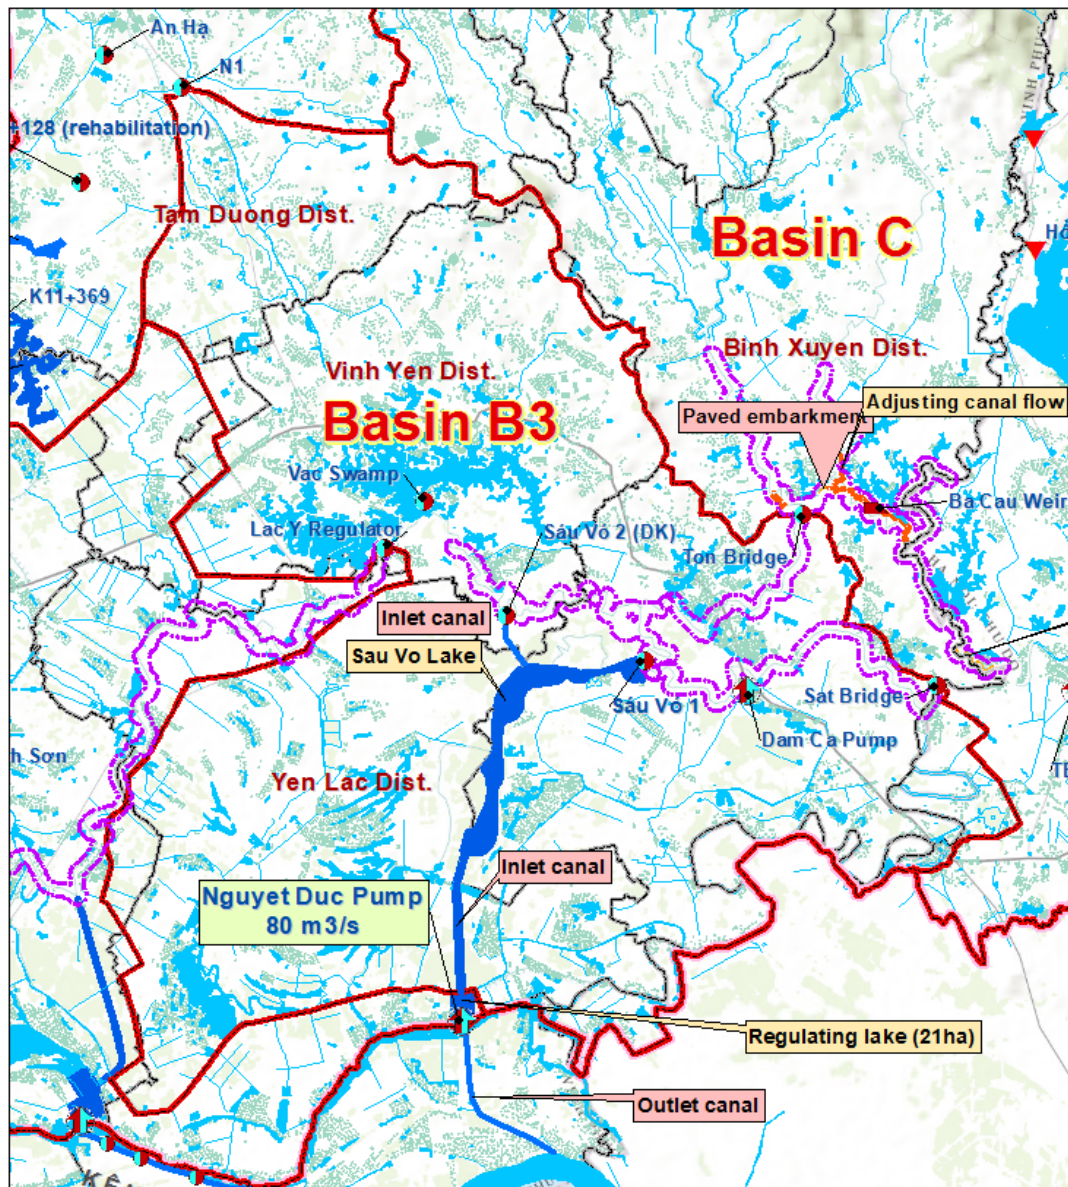 An Hạ
N1
+128 (rehabilitation)
Tam Duong Dist.
Basin C
K11+369
Vinh Yen Dist.
Binh Xuyen Dist.
Basin B3
Paved embarkment
Adjusting canal flow
Vac Swamp
Ba Cau Weir
Lac Y Regulator
Sáu Vó 2 (DK)
Ton Bridge
Inlet canal
Sau Vo Lake
Sáu Vó 1
Sat Bridge
Dam Ca Pump
h Sơn
Yen Lac Dist.
Inlet canal
Nguyet Duc Pump
80 m3/s
Regulating lake (21ha)
Outlet canal